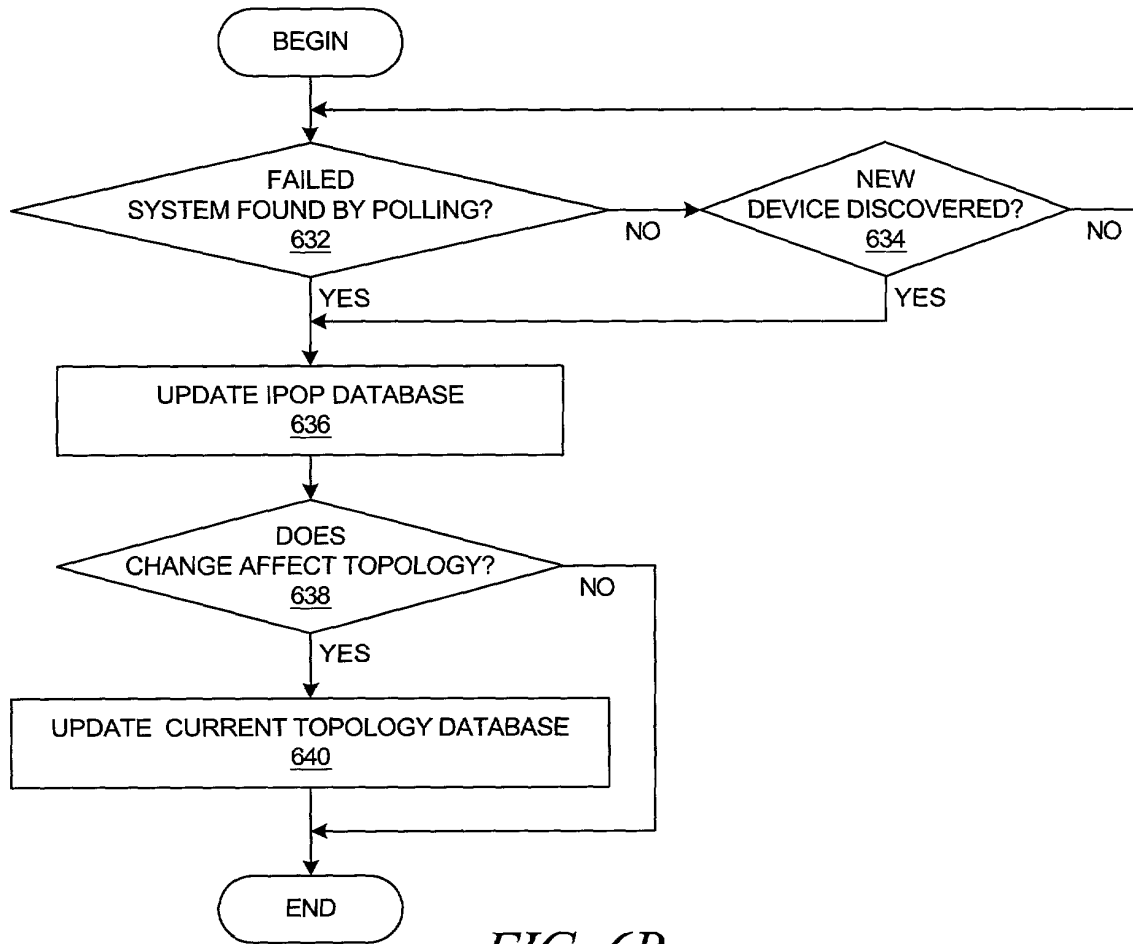 BEGIN
FAILED
SYSTEM FOUND BY POLLING?
632
NO
NEW
DEVICE DISCOVERED?
634
NO
YES
YES
UPDATE IPOP DATABASE
636
DOES
CHANGE AFFECT TOPOLOGY?
638
NO
YES
UPDATE CURRENT TOPOLOGY DATABASE
640
END